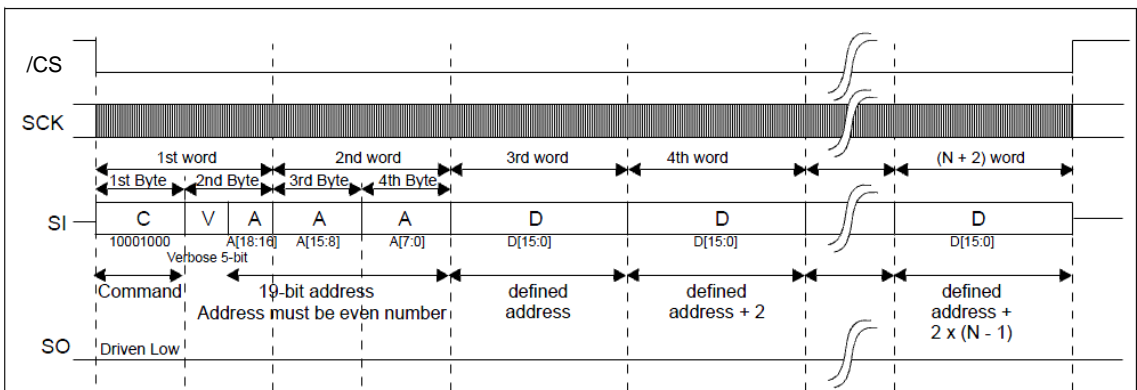 /CS
SCK
1st word 2nd word 3rd word 4th word (N + 2) word
1st Byte 2nd Byte 3rd Byte 4th Byte
SI C V A A A D D D
10001000 A[18:16] A[15:8] A[7:0] D[15:0] D[15:0] D[15:0]
Verbose 5-bit
Command 19-bit address defined defined defined
Address must be even number address address + 2 address +
2 x (N - 1)
SO Driven Low